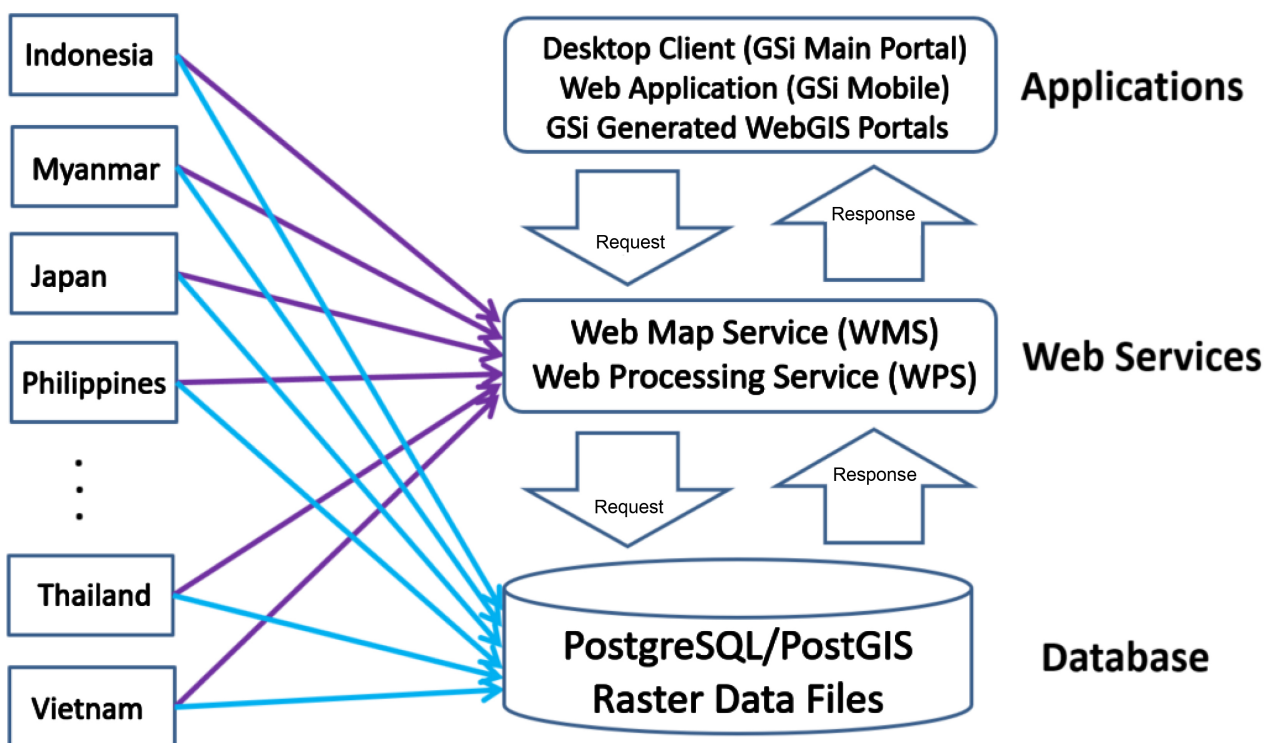 Indonesia
Myanmar
Japan
Philippines
Thailand
Vietnam
Desktop Client (GSi Main Portal)
Web Application (GSi Mobile)
GSi Generated WebGIS Portals
Applications
Request
Response
Web Map Service (WMS)
Web Processing Service (WPS)
Web Services
Request
Response
PostgreSQL/PostGIS
Raster Data Files
Database